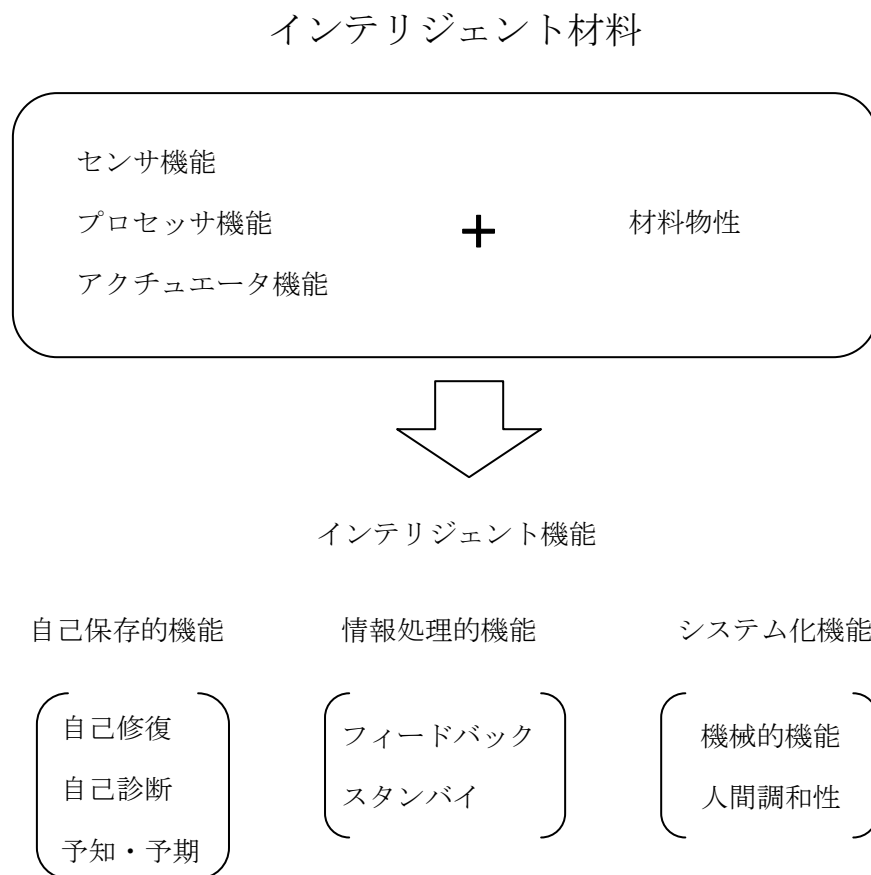 インテリジェント材料
センサ機能
プロセッサ機能
アクチュエータ機能
+
材料物性
インテリジェント機能
自己保存的機能
自己修復
自己診断
予知・予期
情報処理的機能
フィードバック
スタンバイ
システム化機能
機械的機能
人間調和性